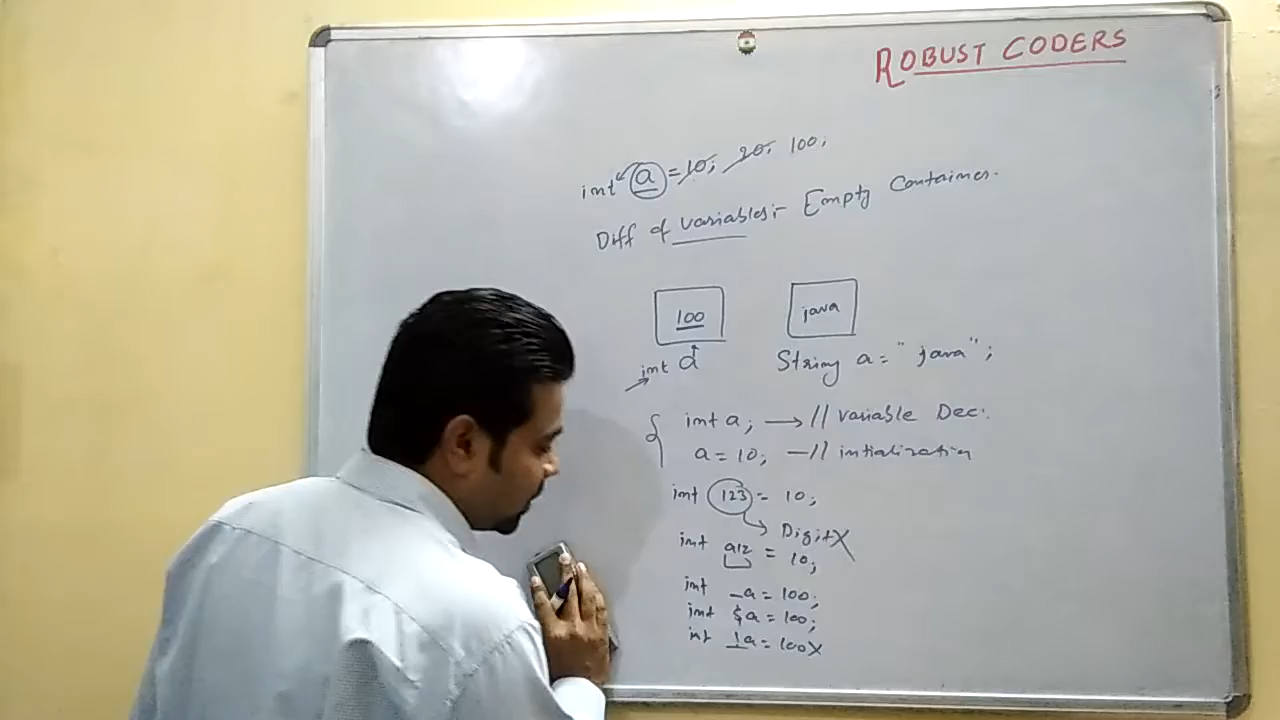 ROBUST CODERS
int a = 10; 20; 100;
Diff of variables:- Empty Container.
100
java
int a
String a = "java";
int a; → // variable Dec.
a = 10; — // intialization
int 123 = 10;
Digit X
int a12 = 10;
int _a = 100;
int $a = 100;
int 1a = 100 X